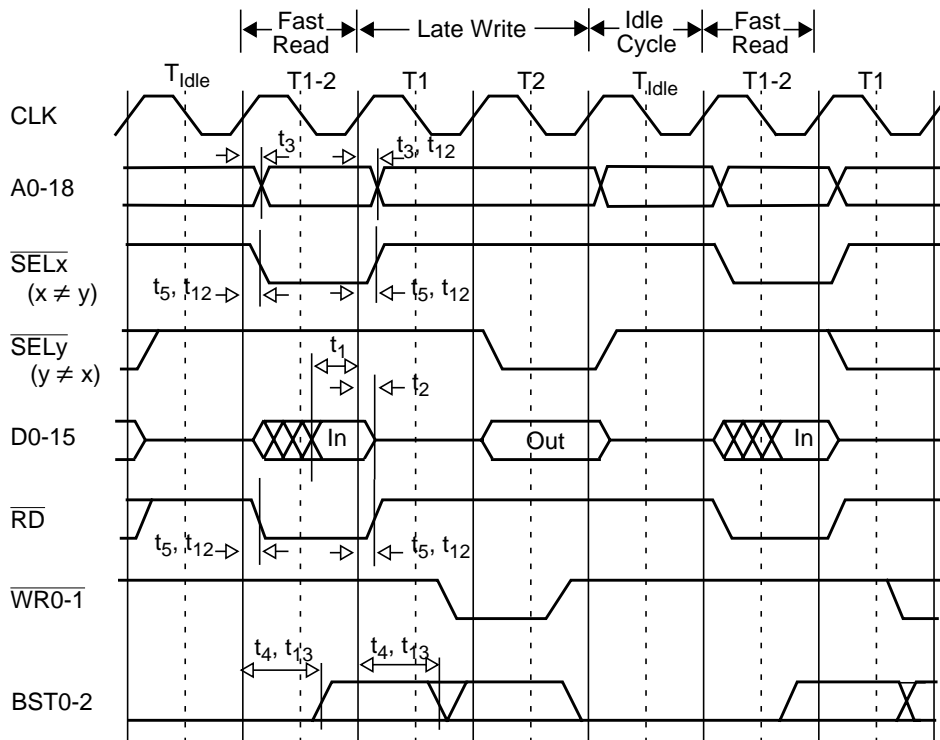 Fast Read Late Write Idle Cycle Fast Read
TIdle T1-2 T1 T2 TIdle T1-2 T1
CLK
t3 t3, t12
A0-18
SELx
(x ≠ y)
t5, t12 t5, t12
SELy
(y ≠ x)
t1
t2
D0-15 In Out In
RD
t5, t12 t5, t12
WR0-1
t4, t13 t4, t13
BST0-2